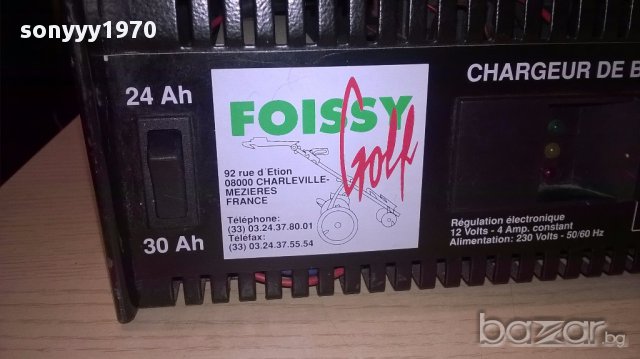 sonyyy1970
24 Ah
30 Ah
FOISSY
Golf
92 rue d'Etion
08000 CHARLEVILLE-
MEZIERES
FRANCE
Téléphone:
(33) 03.24.37.80.01
Téléfax:
(33) 03.24.37.55.54
CHARGEUR DE B
Régulation électronique
12 Volts - 4 Amp. constant
Alimentation: 230 Volts - 50/60 Hz
bazar.bg